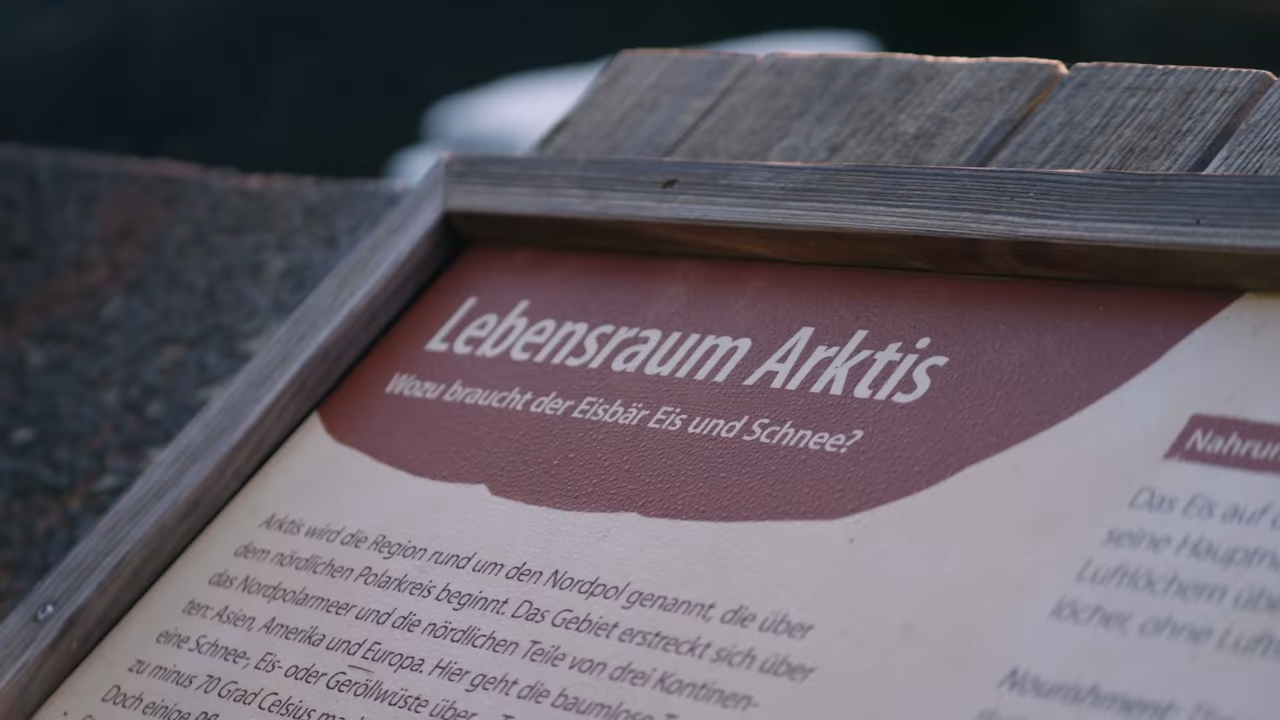 Lebensraum Arktis
Wozu braucht der Eisbär Eis und Schnee?
Arktis wird die Region rund um den Nordpol genannt, die über
dem nördlichen Polarkreis beginnt. Das Gebiet erstreckt sich über
das Nordpolarmeer und die nördlichen Teile von drei Kontinen-
ten: Asien, Amerika und Europa. Hier geht die baumlose
eine Schnee-, Eis- oder Geröllwüste über.
zu minus 70 Grad Celsius
Doch einige
Das Eis auf
seine
Luftlöchern
löcher, ohne
Nourishment: